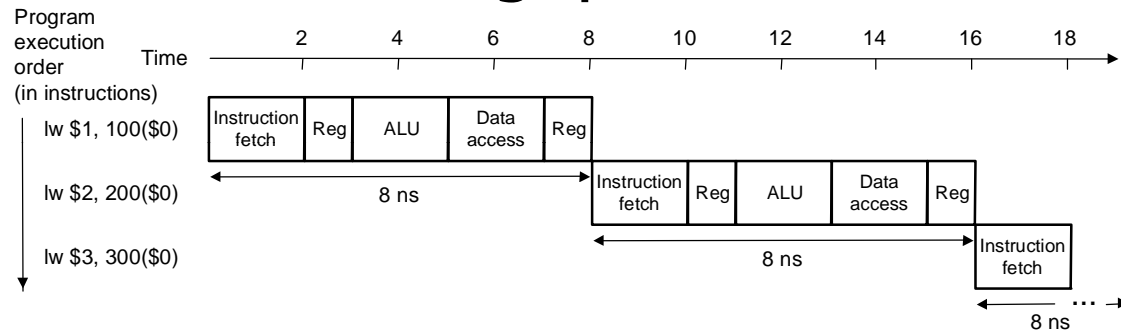 Program
execution
order
(in instructions)
Time
2 4 6 8 10 12 14 16 18
lw $1, 100($0)
Instruction
fetch
Reg
ALU
Data
access
Reg
8 ns
lw $2, 200($0)
Instruction
fetch
Reg
ALU
Data
access
Reg
8 ns
lw $3, 300($0)
Instruction
fetch
...
8 ns